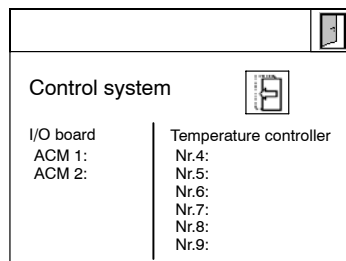 Control system
I/O board
ACM 1:
ACM 2:
Temperature controller
Nr.4:
Nr.5:
Nr.6:
Nr.7:
Nr.8:
Nr.9: